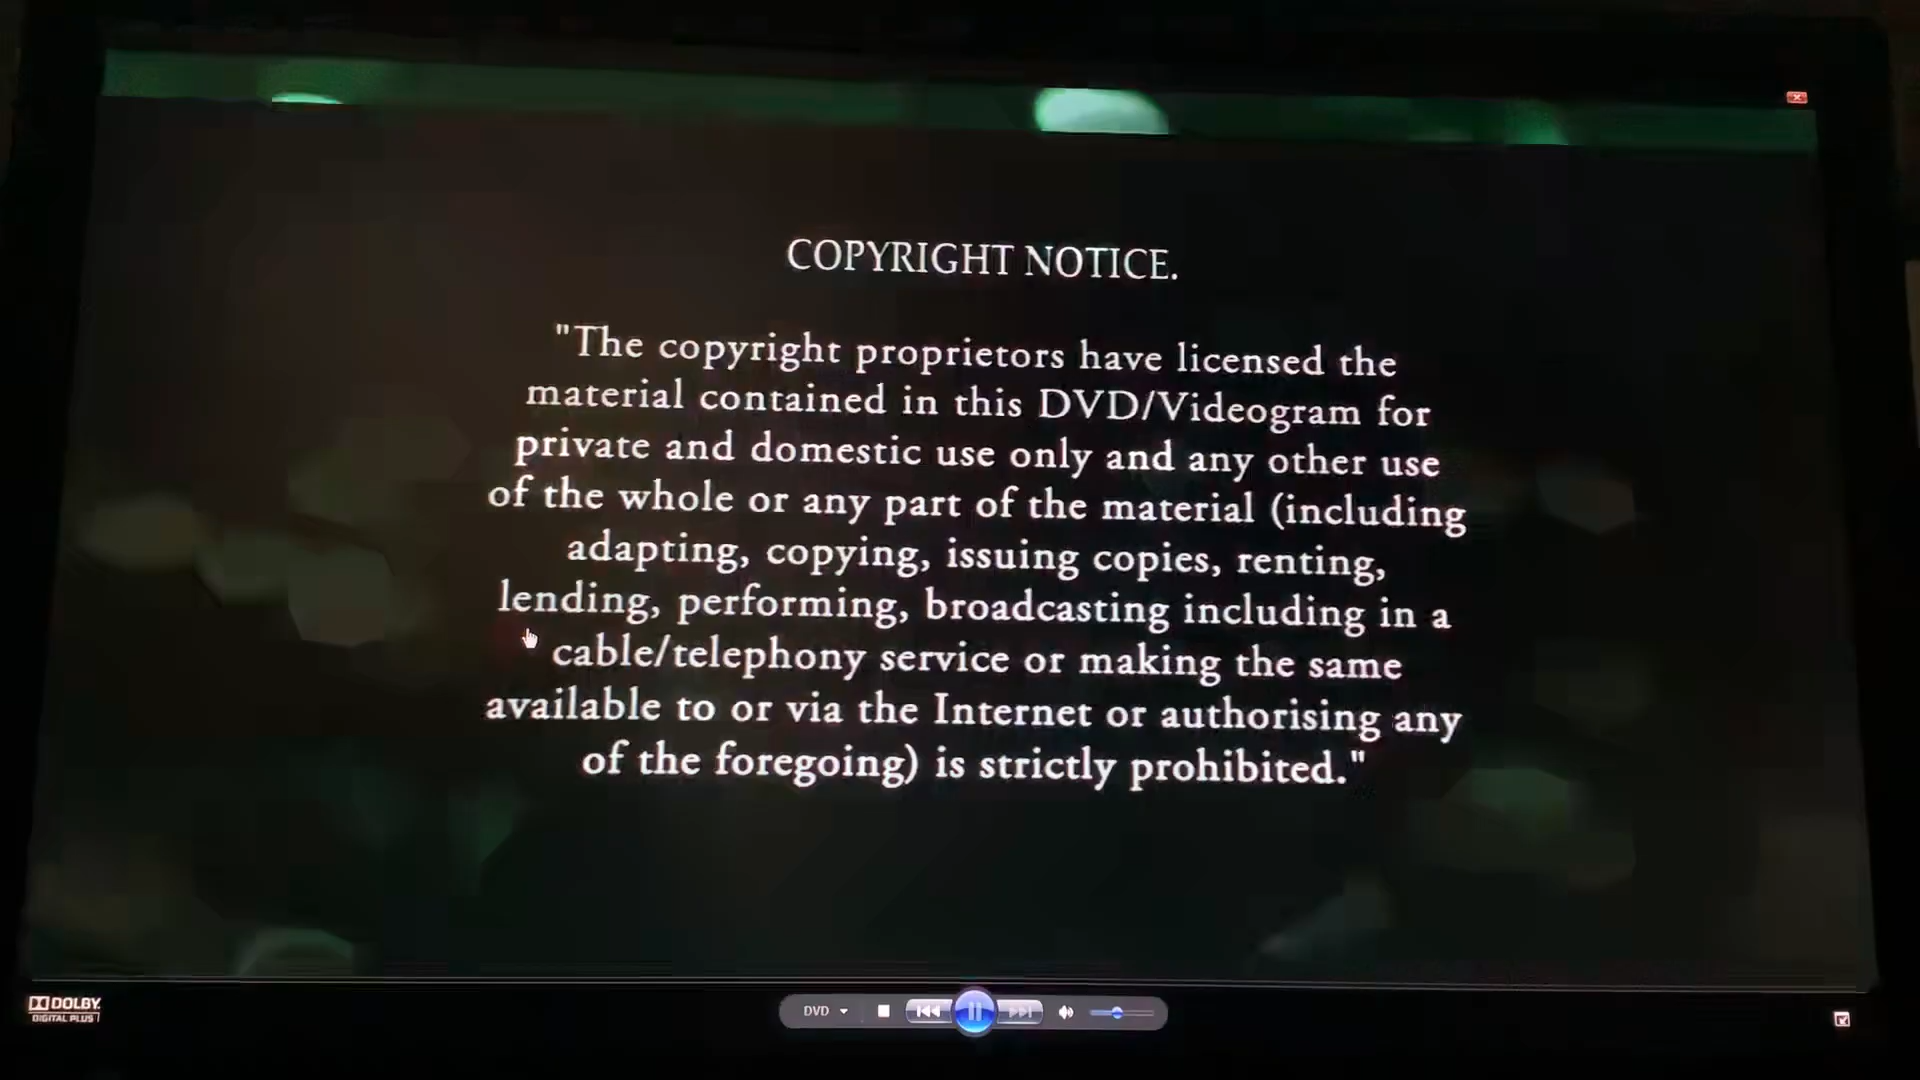 COPYRIGHT NOTICE.
"The copyright proprietors have licensed the
material contained in this DVD/Videogram for
private and domestic use only and any other use
of the whole or any part of the material (including
adapting, copying, issuing copies, renting,
lending, performing, broadcasting including in a
cable/telephony service or making the same
available to or via the Internet or authorising any
of the foregoing) is strictly prohibited."
DOLBY
DIGITAL PLUS
DVD